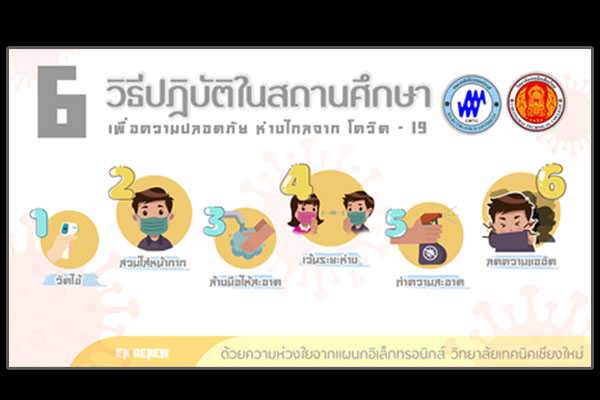 6 วิธีปฏิบัติในสถานศึกษา
เพื่อความปลอดภัย ห่างไกลจาก โควิด - 19
1
วัดไข้
2
สวมใส่หน้ากาก
3
ล้างมือให้สะอาด
4
เว้นระยะห่าง
5
ทำความสะอาด
6
ลดความแออัด
ด้วยความห่วงใยจากแผนกอิเล็กทรอนิกส์ วิทยาลัยเทคนิคเชียงใหม่